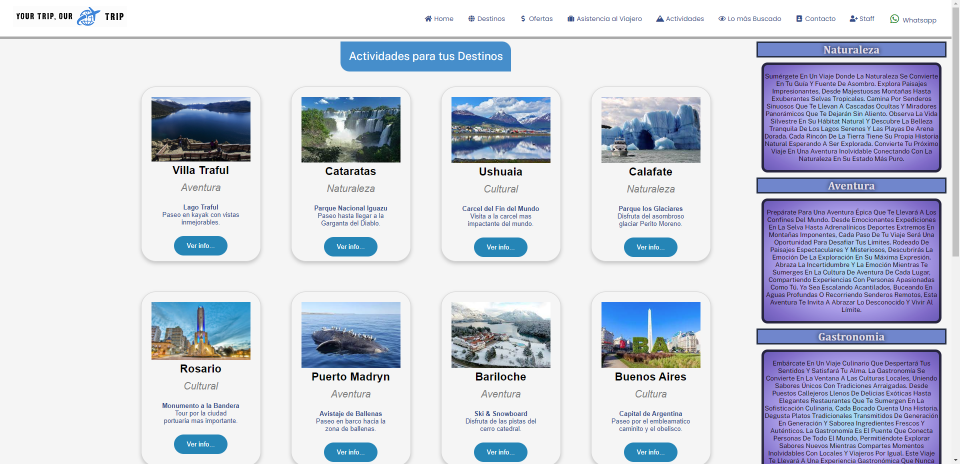 YOUR TRIP, OUR TRIP
Home
Destinos
Ofertas
Asistencia al Viajero
Actividades
Lo más Buscado
Contacto
Staff
Whatsapp
Actividades para tus Destinos
Villa Traful
Aventura
Lago Traful
Paseo en kayak con vistas
inmejorables.
Ver info...
Cataratas
Naturaleza
Parque Nacional Iguazu
Paseo hasta llegar a la
Garganta del Diablo.
Ver info...
Ushuaia
Cultural
Carcel del Fin del Mundo
Visita a la carcel mas
impactante del mundo.
Ver info...
Calafate
Naturaleza
Parque los Glaciares
Disfruta del asombroso
glaciar Perito Moreno.
Ver info...
Rosario
Cultural
Monumento a la Bandera
Tour por la ciudad
portuaria mas importante.
Ver info...
Puerto Madryn
Aventura
Avistaje de Ballenas
Paseo en barco hasta la
zona de ballenas.
Ver info...
Bariloche
Aventura
Ski & Snowboard
Disfruta de las pistas del
cerro catedral.
Ver info...
BA
Buenos Aires
Cultura
Capital de Argentina
Paseo por el emblematico
caminito y el obelisco.
Ver info...
Naturaleza
Sumérgete En Un Viaje Donde La Naturaleza Se Convierte
En Tu Guía Y Fuente De Asombro. Explora Paisajes
Impresionantes, Desde Majestuosas Montañas Hasta
Exuberantes Selvas Tropicales. Camina Por Senderos
Sinuosos Que Te Llevan A Cascadas Ocultas Y Miradores
Panorámicos Que Te Dejarán Sin Aliento. Observa La Vida
Silvestre En Su Hábitat Natural Y Descubre La Belleza
Tranquila De Los Lagos Serenos Y Las Playas De Arena
Dorada, Cada Rincón De La Tierra Tiene Su Propia Historia
Natural Esperando A Ser Explorada. Convierte Tu Próximo
Viaje En Una Aventura Inolvidable Conectando Con La
Naturaleza En Su Estado Más Puro.
Aventura
Prepárate Para Una Aventura Épica Que Te Llevará A Los
Confines Del Mundo. Desde Emocionantes Expediciones
En La Selva Hasta Adrenalínicos Deportes Extremos En
Montañas Imponentes. Cada Paso De Tu Viaje Será Una
Oportunidad Para Desafiar Tus Límites. Rodeado De
Paisajes Espectaculares Y Misteriosos, Descubrirás La
Emoción De La Exploración En Su Máxima Expresión.
Abraza La Incertidumbre Y La Emoción Mientras Te
Sumerges En La Cultura De Aventura De Cada Lugar,
Compartiendo Experiencias Con Personas Apasionadas
Como Tú. Ya Sea Escalando Acantilados, Buceando En
Aguas Profundas O Recorriendo Senderos Remotos, Esta
Aventura Te Invita A Abrazar Lo Desconocido Y Vivir Al
Límite.
Gastronomia
Embárcate En Un Viaje Culinario Que Despertará Tus
Sentidos Y Satisfará Tu Alma. La Gastronomía Se
Convierte En La Ventana A Las Culturas Locales, Uniendo
Sabores Únicos Con Tradiciones Arraigadas. Desde
Puestos Callejeros Llenos De Delicias Exóticas Hasta
Elegantes Restaurantes Que Te Sumergen En La
Sofisticación Culinaria, Cada Bocado Cuenta Una Historia,
Degusta Platos Tradicionales Transmitidos De Generación
En Generación Y Saborea Ingredientes Frescos Y
Auténticos. La Gastronomía Es El Puente Que Conecta
Personas De Todo El Mundo, Permitiéndote Explorar
Sabores Nuevos Mientras Compartes Momentos
Inolvidables Con Locales Y Viajeros Por Igual. Este Viaje
Te Llevará A Una Experiencia Gastronómica Que Nunca